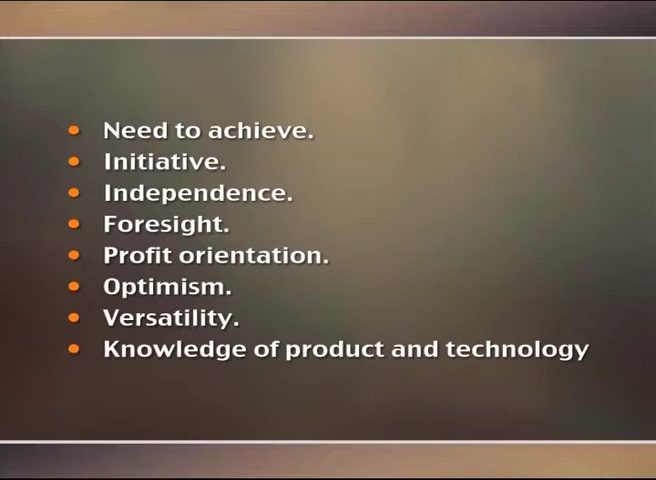 • Need to achieve.
• Initiative.
• Independence.
• Foresight.
• Profit orientation.
• Optimism.
• Versatility.
• Knowledge of product and technology